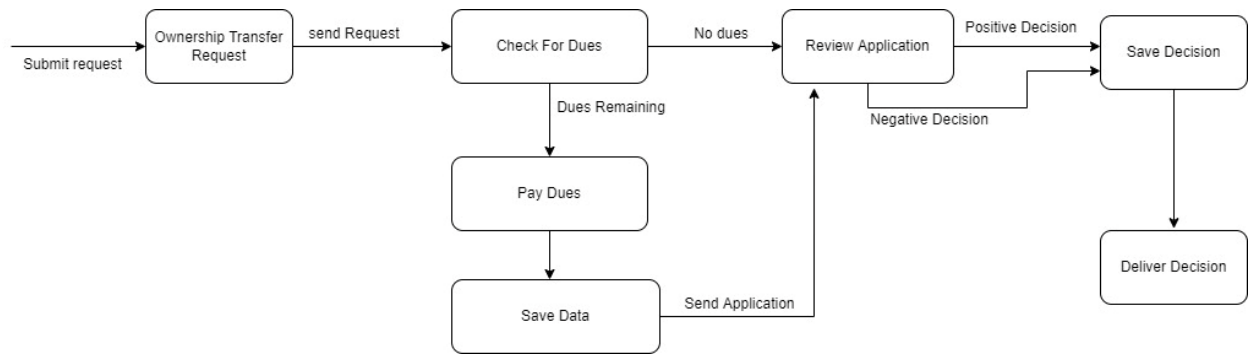 Submit request
Ownership Transfer
Request
send Request
Check For Dues
No dues
Review Application
Positive Decision
Negative Decision
Save Decision
Dues Remaining
Pay Dues
Save Data
Send Application
Deliver Decision